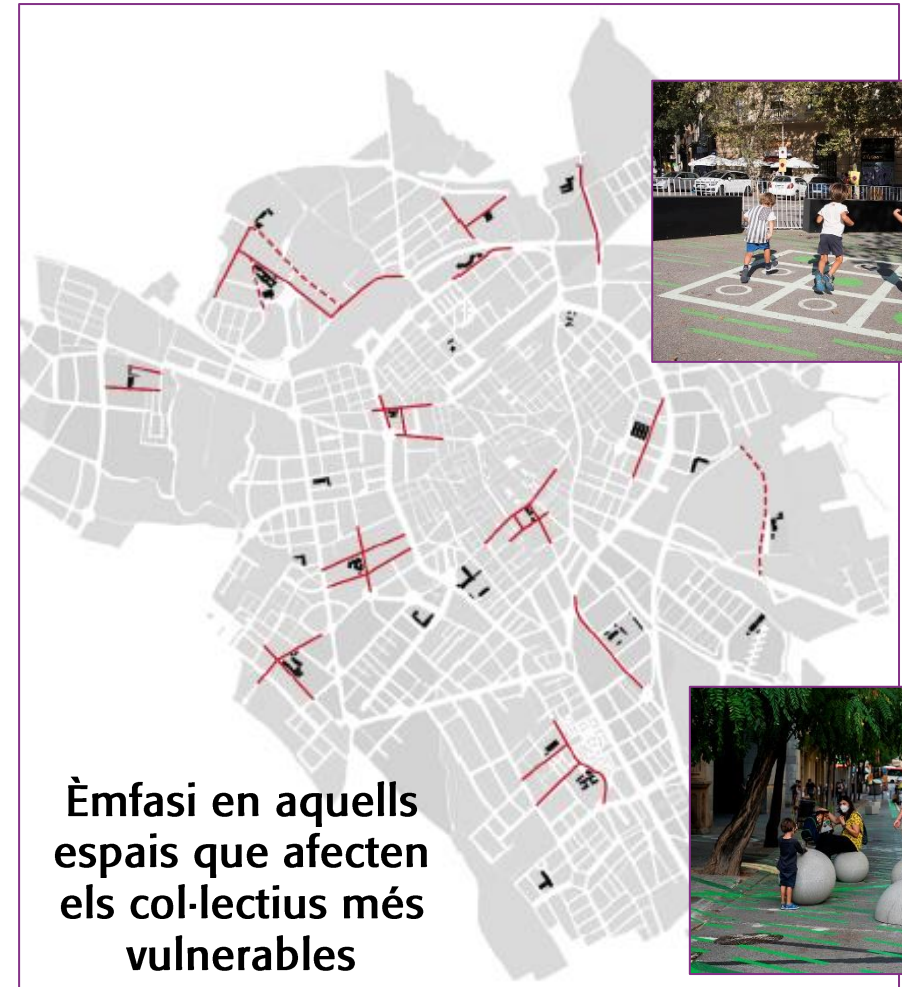 Èmfasi en aquells
espais que afecten
els col·lectius més
vulnerables